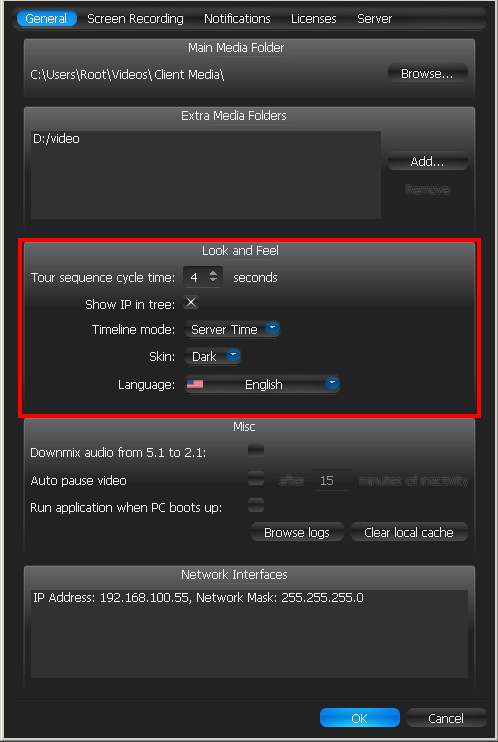 General Screen Recording Notifications Licenses Server
Main Media Folder
C:\Users\Root\Videos\Client Media\ Browse...
Extra Media Folders
D:/video
Add...
Remove
Look and Feel
Tour sequence cycle time: 4 seconds
Show IP in tree:
Timeline mode: Server Time
Skin: Dark
Language: English
Misc
Downmix audio from 5.1 to 2.1:
Auto pause video after 15 minutes of inactivity
Run application when PC boots up:
Browse logs Clear local cache
Network Interfaces
IP Address: 192.168.100.55, Network Mask: 255.255.255.0
OK Cancel